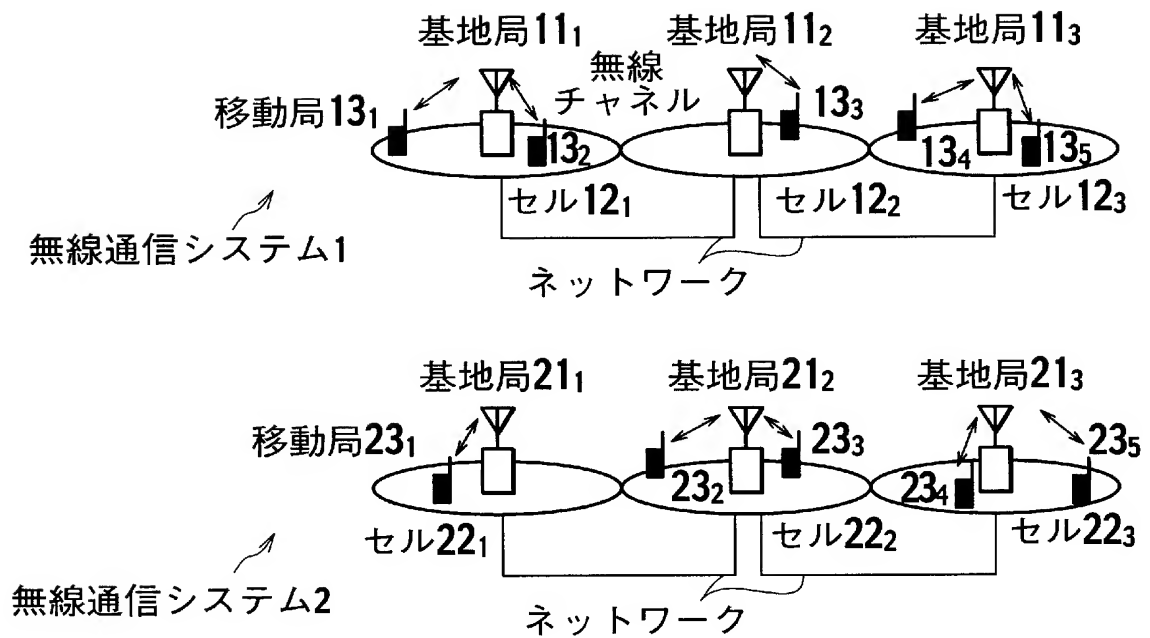 基地局11₁
基地局11₂
基地局11₃
無線
チャネル
移動局13₁
13₂
13₃
13₄
13₅
セル12₁
セル12₂
セル12₃
無線通信システム1
ネットワーク
基地局21₁
基地局21₂
基地局21₃
移動局23₁
23₂
23₃
23₄
23₅
セル22₁
セル22₂
セル22₃
無線通信システム2
ネットワーク